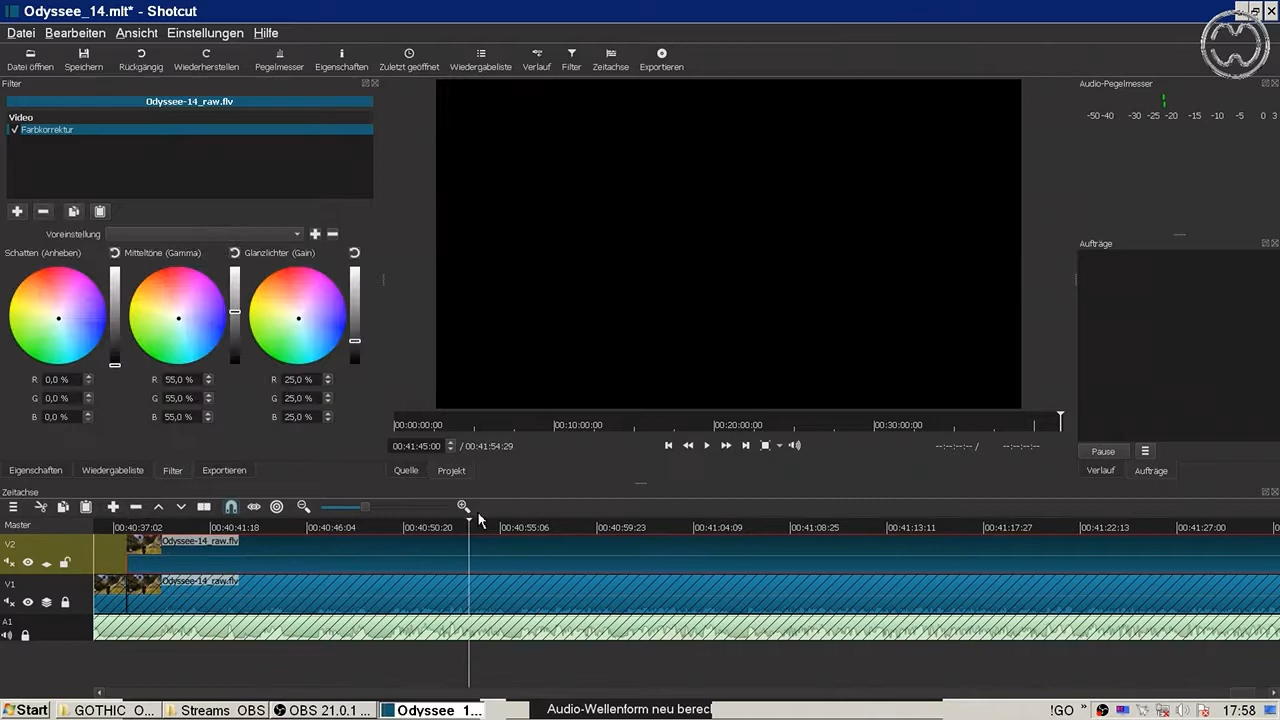 Odyssee_14.mlt* - Shotcut
Datei Bearbeiten Ansicht Einstellungen Hilfe
Datei öffnen Speichern Rückgängig Wiederherstellen Pegelmesser Eigenschaften Zuletzt geöffnet Wiedergabeliste Verlauf Filter Zeitachse Exportieren
Filter
Audio-Pegelmesser
Odyssee-14_raw.flv
-50 -40 -30 -25 -20 -15 -10 -5 0 3
Video
✓ Farbkorrektur
Voreinstellung
Aufträge
Schatten (Anheben) Mitteltöne (Gamma) Glanzlichter (Gain)
R 0,0 % R 55,0 % R 25,0 %
G 0,0 % G 55,0 % G 25,0 %
B 0,0 % B 55,0 % B 25,0 %
00:00:00:00 00:10:00:00 00:20:00:00 00:30:00:00
00:41:45:00 / 00:41:54:29 --:--:--:-- / --:--:--:--
Pause
Eigenschaften Wiedergabeliste Filter Exportieren Quelle Projekt Verlauf Aufträge
Zeitachse
Master 00:40:37:02 00:40:41:18 00:40:46:04 00:40:50:20 00:40:55:06 00:40:59:23 00:41:04:09 00:41:08:25 00:41:13:11 00:41:17:27 00:41:22:13 00:41:27:00
V2 Odyssee-14_raw.flv
V1 Odyssee-14_raw.flv
A1
Start GOTHIC O... Streams OBS OBS 21.0.1 ... Odyssee 1... Audio-Wellenform neu berec !GO » 17:58